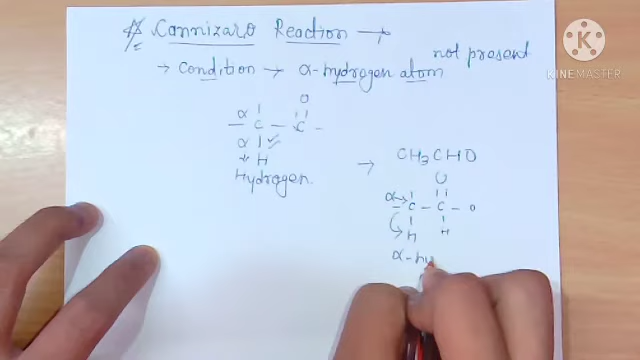 Cannizaro Reaction →
not present
→ Condition → α-hydrogen atom
O
α
C - C -
α
* H
Hydrogen.
→ CH3CHO
O
α → C - C - O
H H
α-hy
K
KINEMASTER